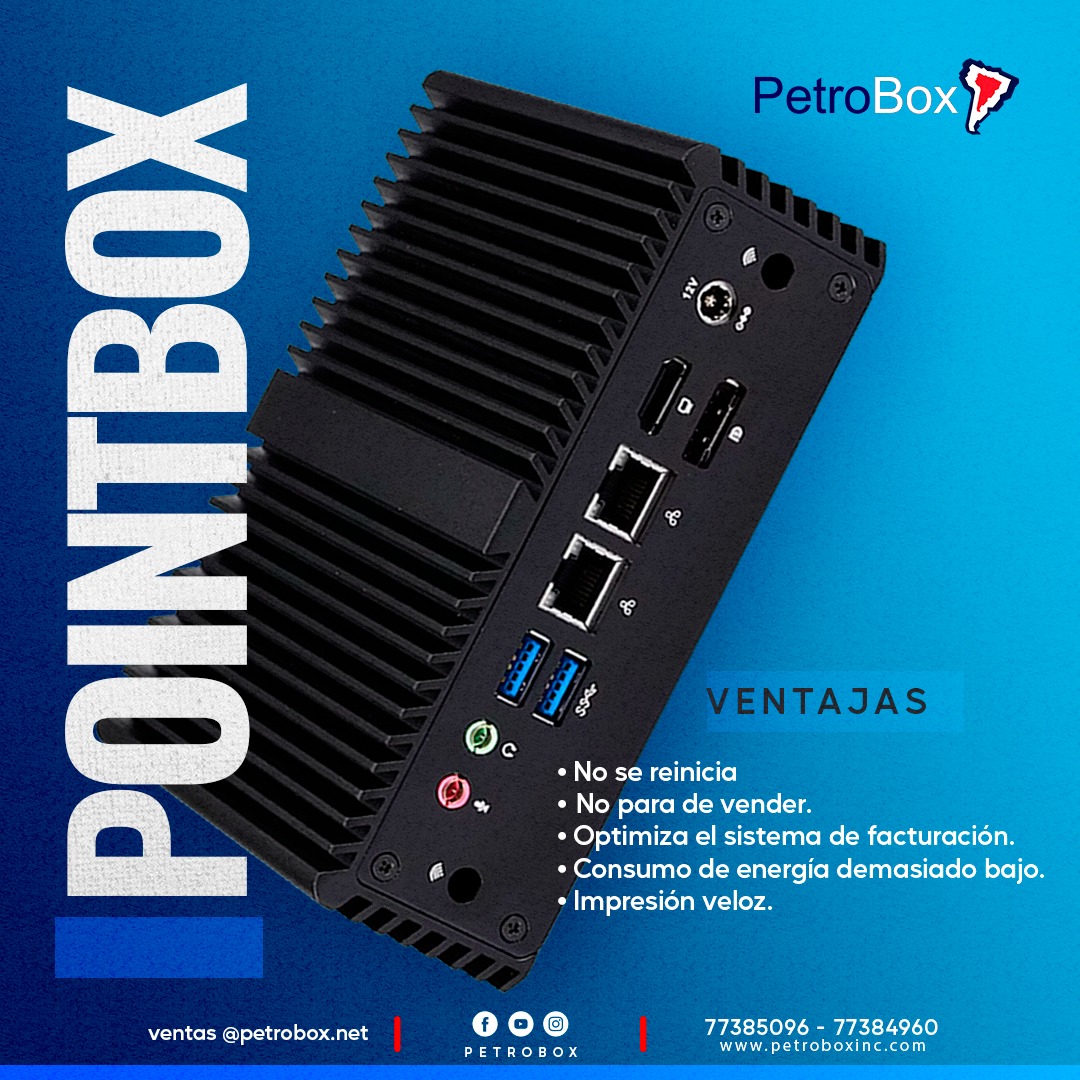 PetroBox
POINTBOX
12V
VENTAJAS
• No se reinicia
• No para de vender.
• Optimiza el sistema de facturación.
• Consumo de energía demasiado bajo.
• Impresión veloz.
ventas @petrobox.net
PETROBOX
77385096 - 77384960
www.petroboxinc.com